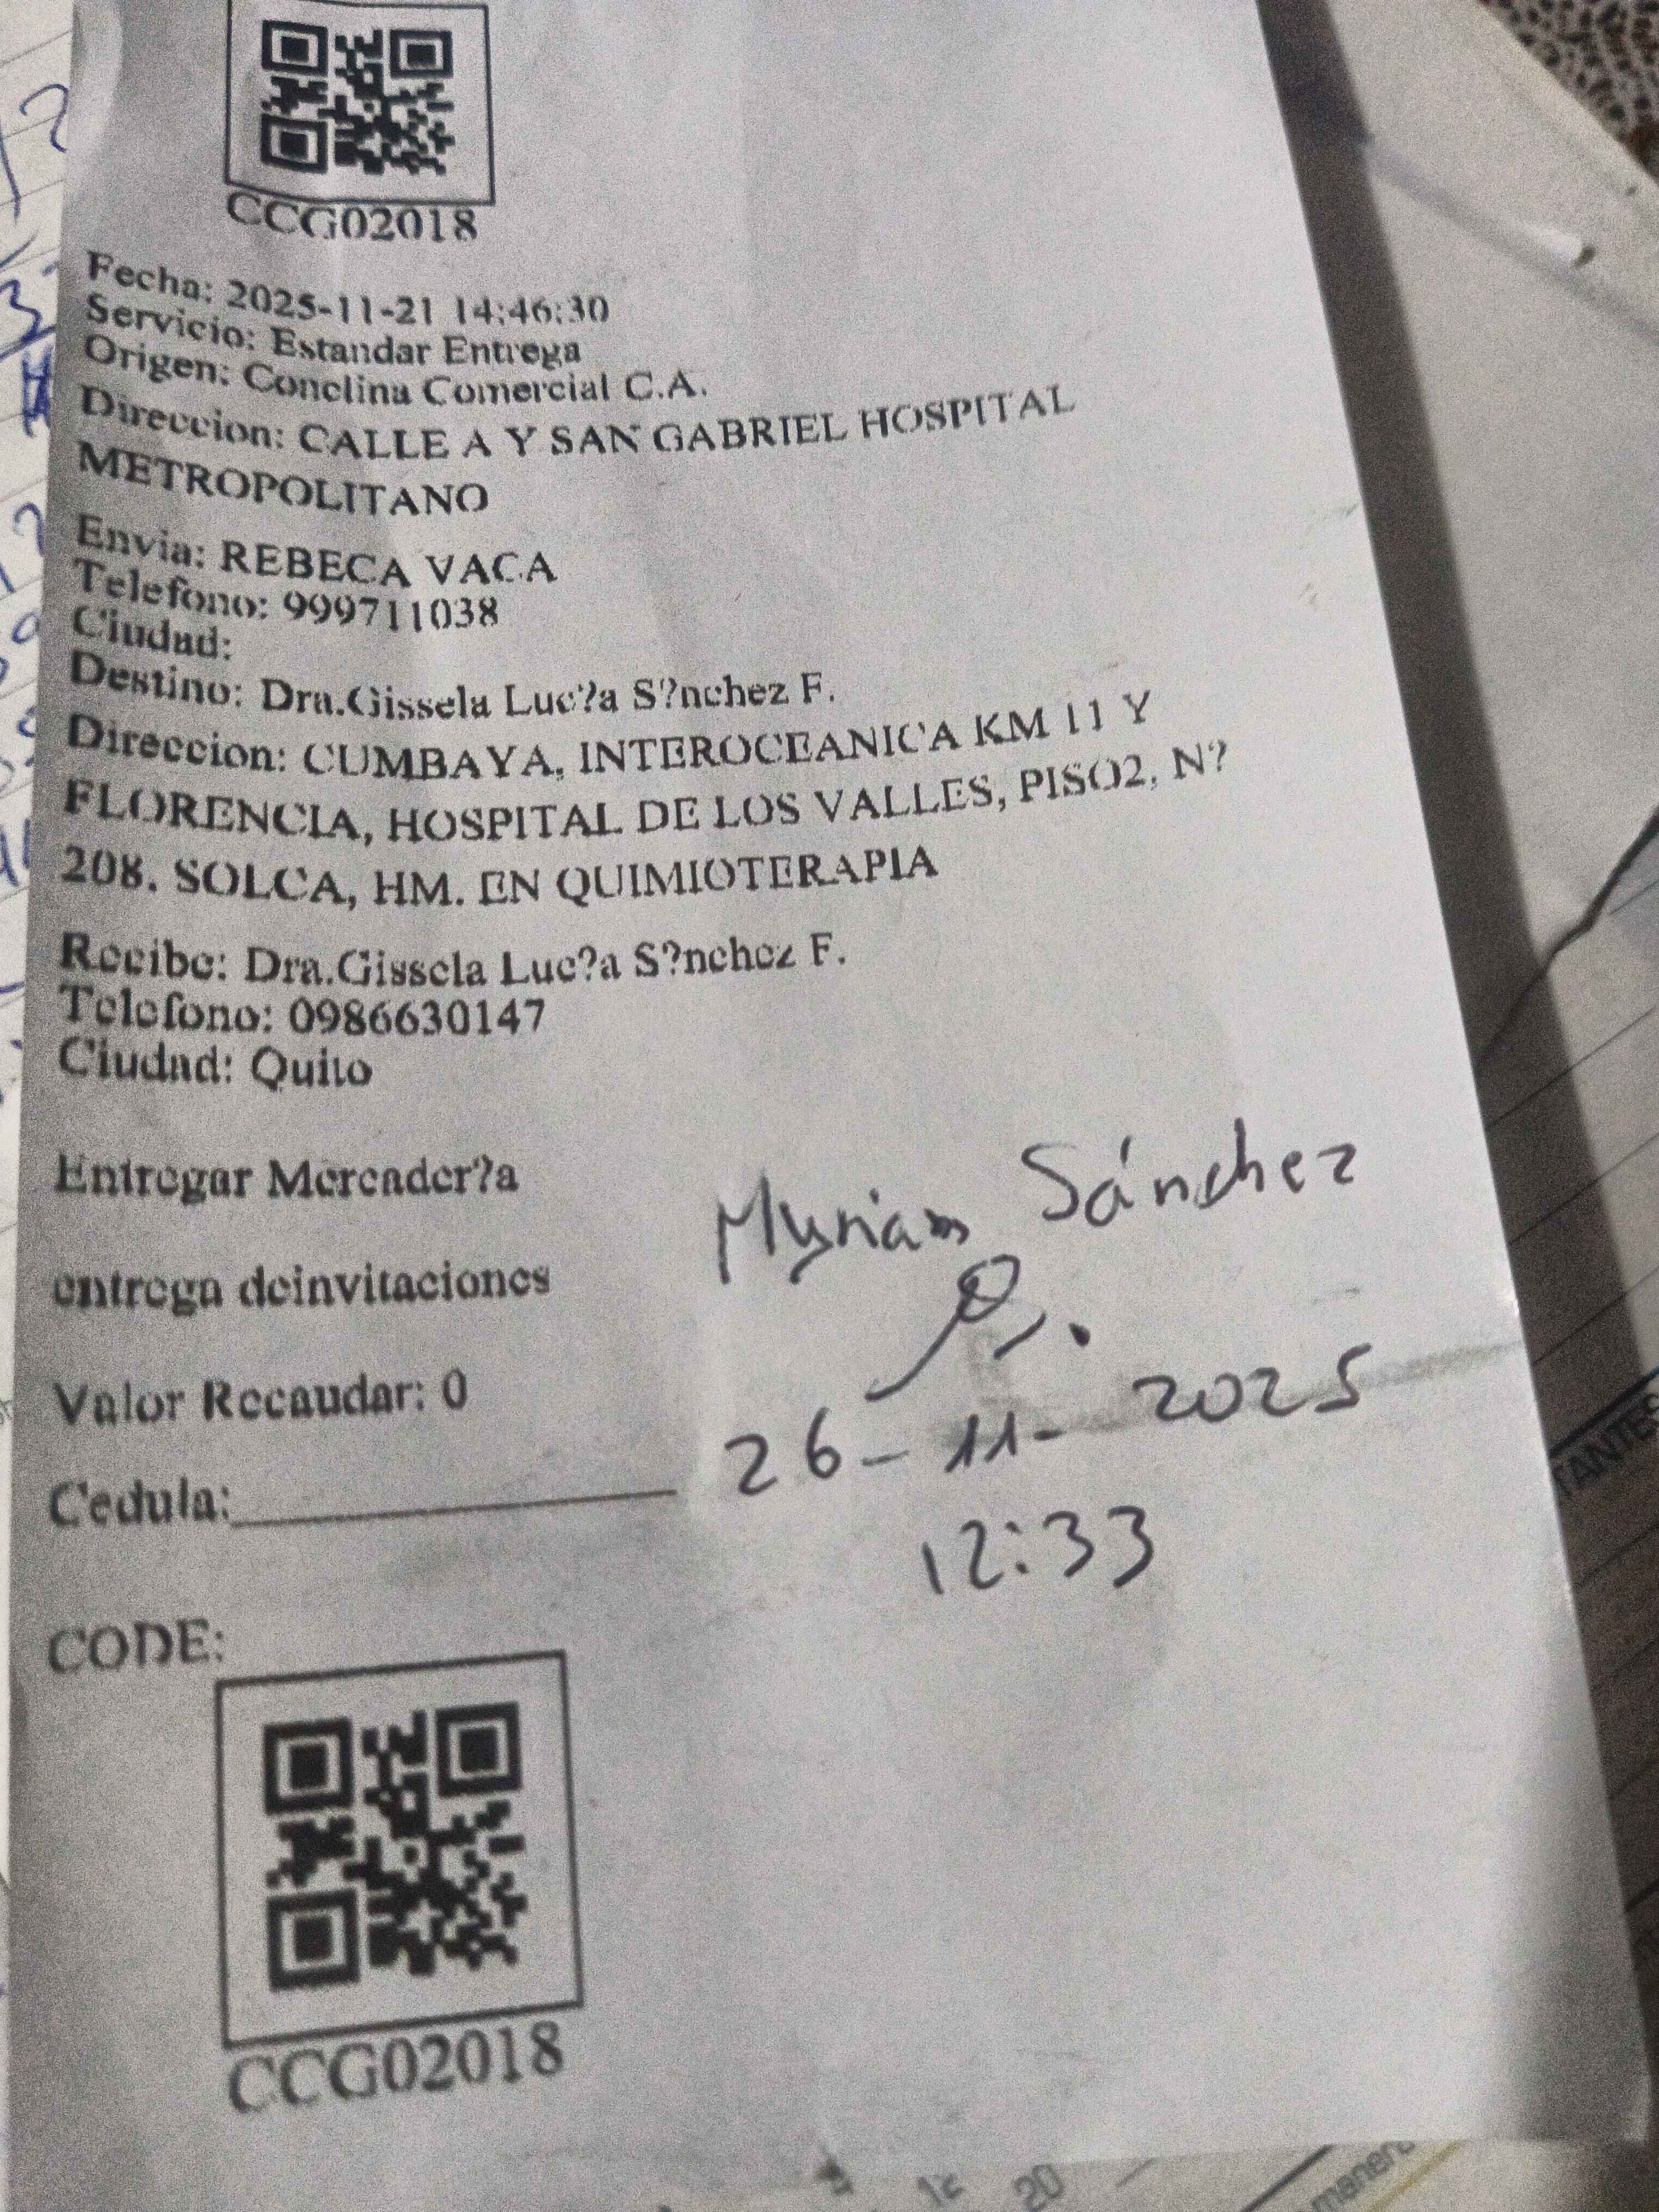 CCG02018
Fecha: 2025-11-21 14:46:30
Servicio: Estandar Entrega
Origen: Conclina Comercial C.A.
Direccion: CALLE A Y SAN GABRIEL HOSPITAL
METROPOLITANO
Envia: REBECA VACA
Telefono: 999711038
Ciudad:
Destino: Dra.Gissela Luc?a S?nchez F.
Direccion: CUMBAYA, INTEROCEANICA KM 11 Y
FLORENCIA, HOSPITAL DE LOS VALLES, PISO2, N?
208. SOLCA, HM. EN QUIMIOTERAPIA
Recibe: Dra.Gissela Luc?a S?nchez F.
Telefono: 0986630147
Ciudad: Quito
Entregar Mercader?a
Myriam Sánchez
entrega deinvitaciones
Valor Recaudar: 0
26-11-2025
Cedula:
12:33
CODE:
CCG02018
TANTES
20